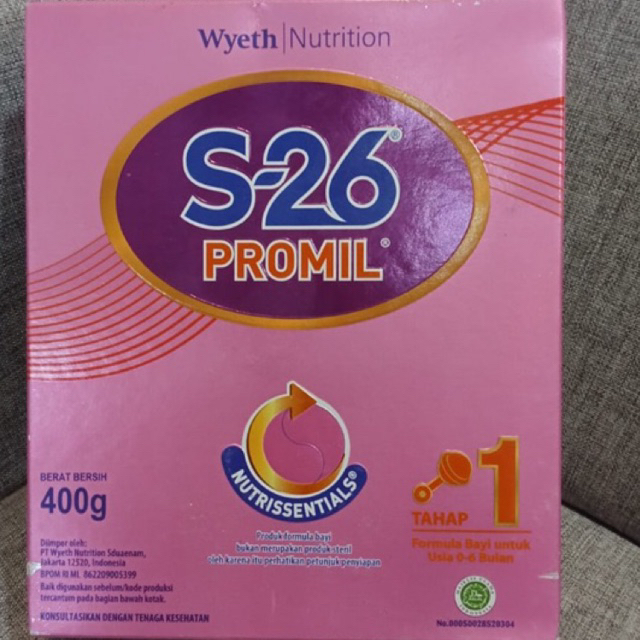 Wyeth | Nutrition
S-26®
PROMIL®
NUTRISSENTIALS®
BERAT BERSIH
400g
TAHAP 1
Formula Bayi untuk
Usia 0-6 Bulan
Produk formula bayi
bukan merupakan produk steril
oleh karena itu perhatikan petunjuk penyiapan
Diimpor oleh:
PT Wyeth Nutrition Sduaenam,
Jakarta 12520, Indonesia
BPOM RI ML 862209005399
Baik digunakan sebelum/kode produksi
tercantum pada bagian bawah kotak.
KONSULTASIKAN DENGAN TENAGA KESEHATAN
No.00050028520304